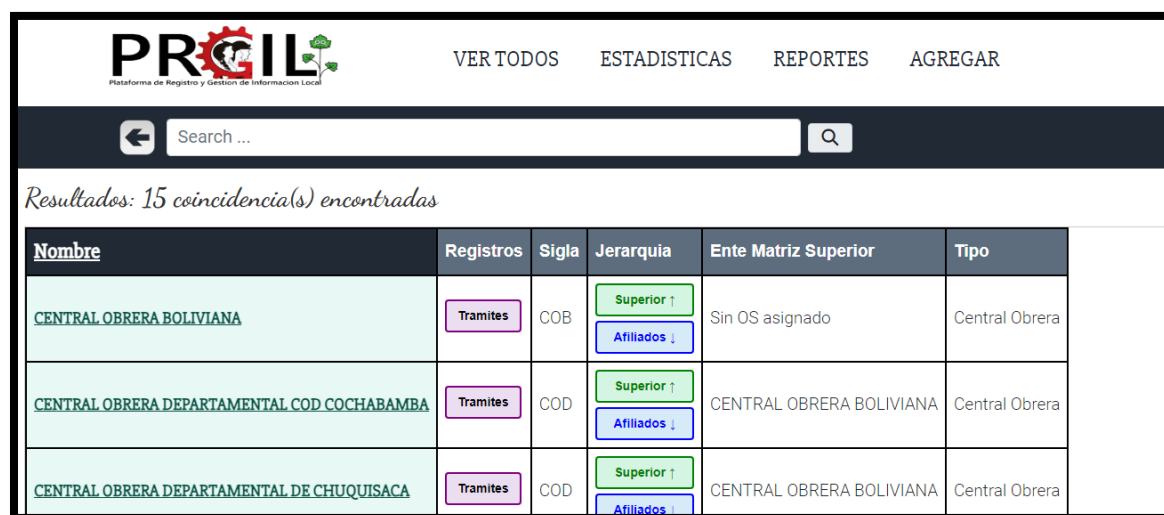 PROGIL
Plataforma de Registro y Gestion de Informacion Local
VER TODOS ESTADISTICAS REPORTES AGREGAR
Search ...
Resultados: 15 coincidencia(s) encontradas
Nombre Registros Sigla Jerarquia Ente Matriz Superior Tipo
CENTRAL OBRERA BOLIVIANA Tramites COB Superior ↑ Afiliados ↓ Sin OS asignado Central Obrera
CENTRAL OBRERA DEPARTAMENTAL COD COCHABAMBA Tramites COD Superior ↑ Afiliados ↓ CENTRAL OBRERA BOLIVIANA Central Obrera
CENTRAL OBRERA DEPARTAMENTAL DE CHUQUISACA Tramites COD Superior ↑ Afiliados ↓ CENTRAL OBRERA BOLIVIANA Central Obrera